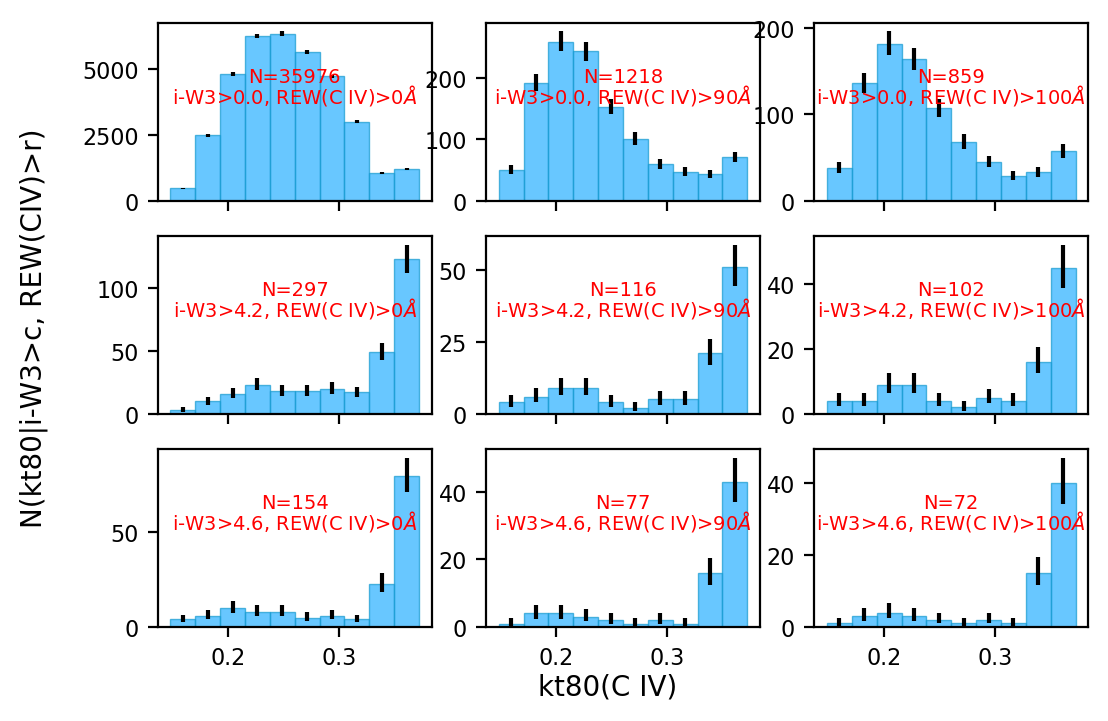 N(kt80|i-W3>c, REW(CIV)>r)
5000
2500
0
N=35976
i-W3>0.0, REW(C IV)>0Å
200
100
0
N=1218
i-W3>0.0, REW(C IV)>90Å
200
100
0
N=859
i-W3>0.0, REW(C IV)>100Å
100
50
0
N=297
i-W3>4.2, REW(C IV)>0Å
50
25
0
N=116
i-W3>4.2, REW(C IV)>90Å
40
20
0
N=102
i-W3>4.2, REW(C IV)>100Å
50
0
N=154
i-W3>4.6, REW(C IV)>0Å
0.2 0.3
40
20
0
N=77
i-W3>4.6, REW(C IV)>90Å
0.2 0.3
40
20
0
N=72
i-W3>4.6, REW(C IV)>100Å
0.2 0.3
kt80(C IV)